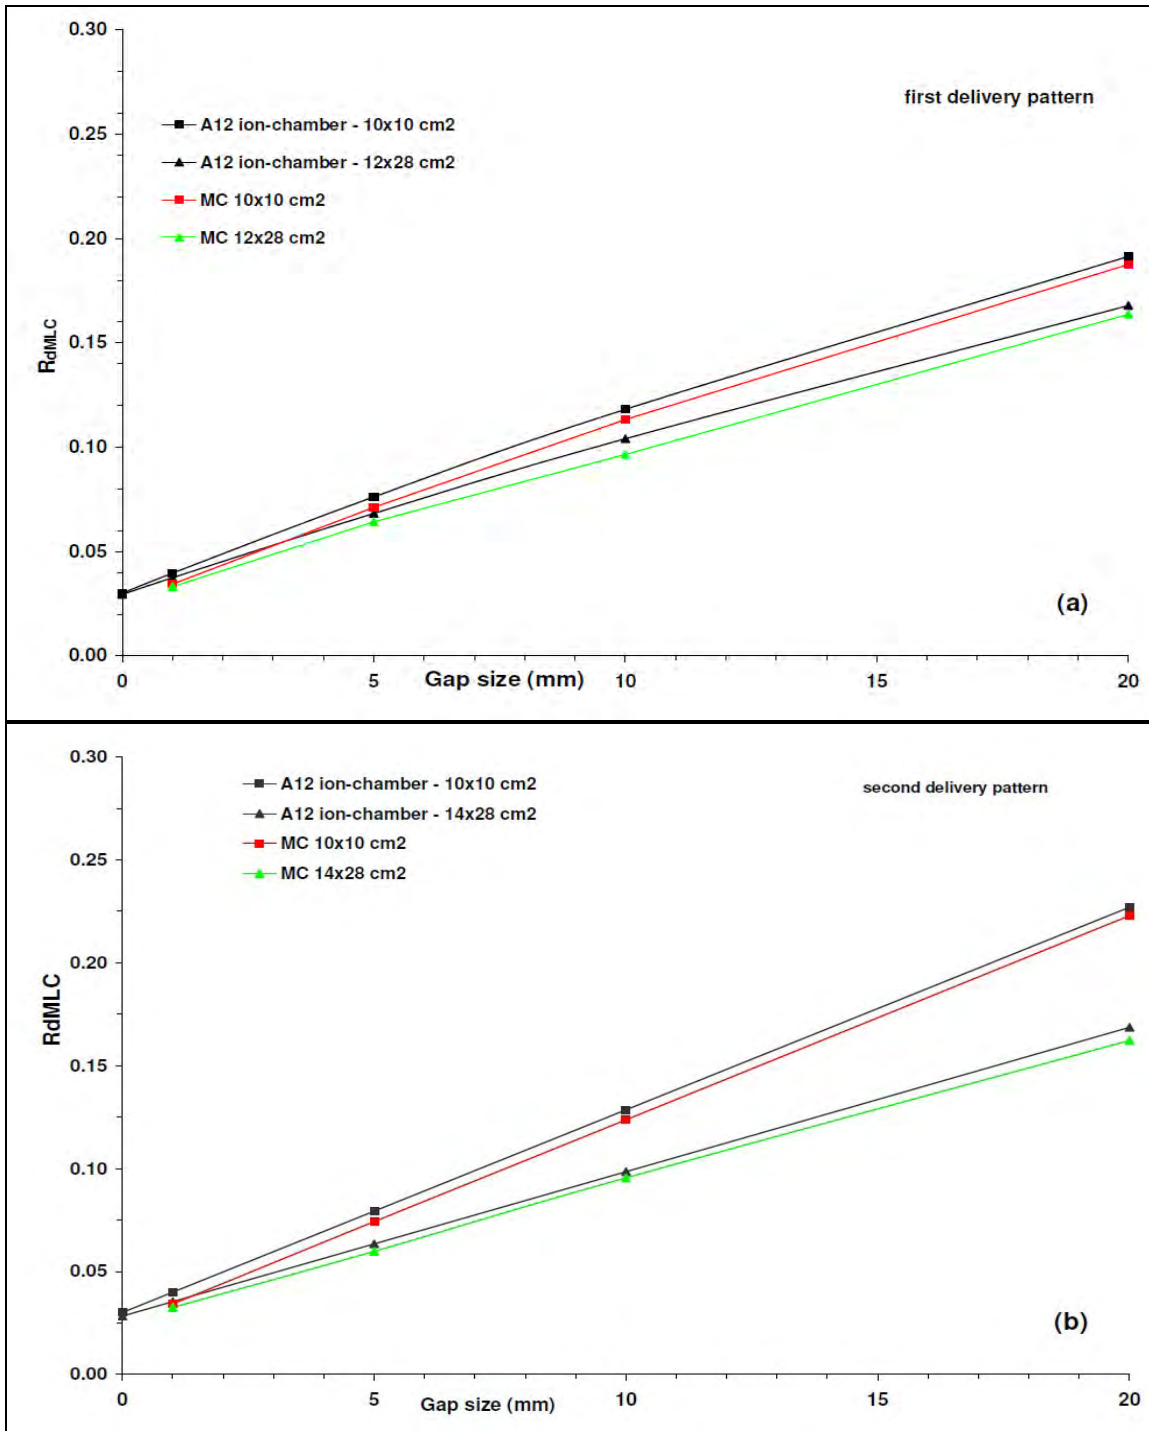 0.30
first delivery pattern
A12 ion-chamber - 10x10 cm2
0.25
A12 ion-chamber - 12x28 cm2
MC 10x10 cm2
0.20
MC 12x28 cm2
0.15
RdMLC
0.10
0.05
(a)
0.00
0 5 Gap size (mm) 10 15 20
0.30
A12 ion-chamber - 10x10 cm2
second delivery pattern
A12 ion-chamber - 14x28 cm2
MC 10x10 cm2
0.25
MC 14x28 cm2
0.20
RdMLC
0.15
0.10
0.05
(b)
0.00
0 5 10 15 20
Gap size (mm)